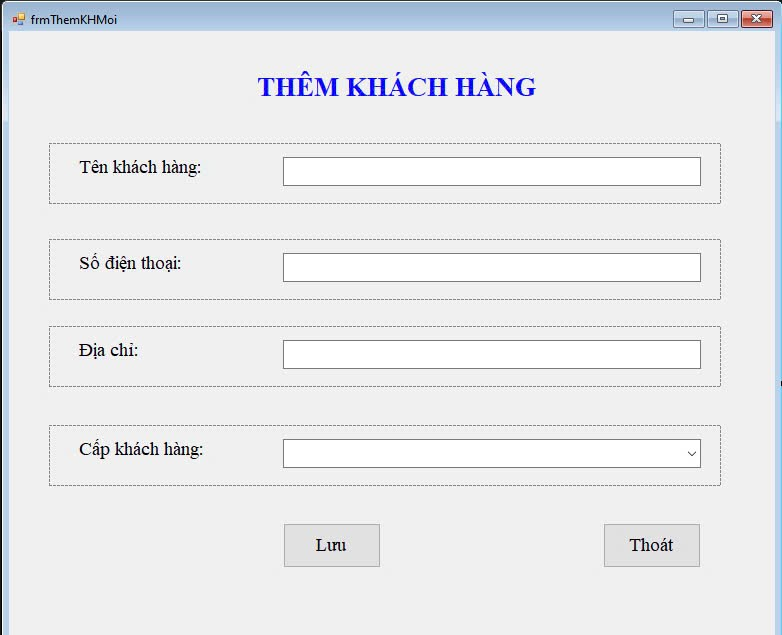 frmThemKHMoi
THÊM KHÁCH HÀNG
Tên khách hàng:
Số điện thoại:
Địa chỉ:
Cấp khách hàng:
Lưu
Thoát